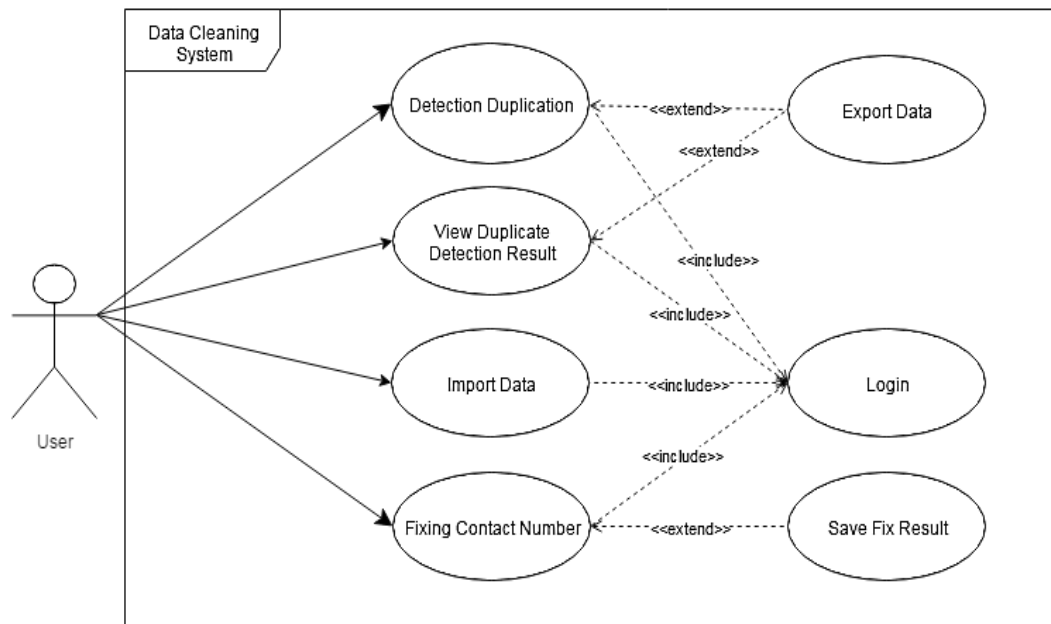 Data Cleaning
System
Detection Duplication
<<extend>>
Export Data
<<extend>>
View Duplicate
Detection Result
<<include>>
<<include>>
Import Data
<<include>>
Login
User
<<include>>
Fixing Contact Number
<<extend>>
Save Fix Result